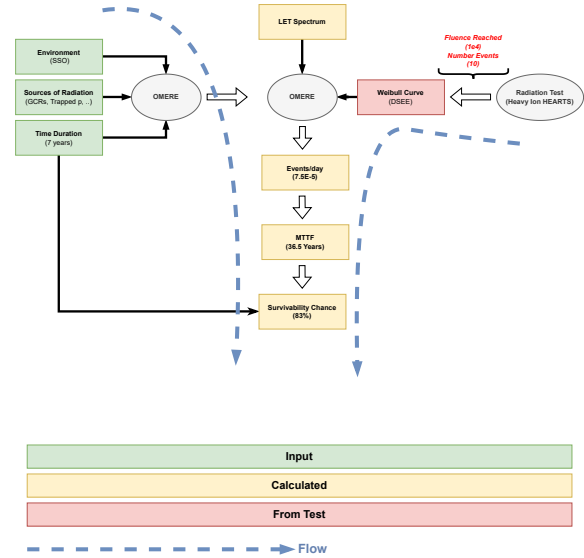 LET Spectrum
Fluence Reached
(1e4)
Number Events
(10)
Environment
(SSO)
Sources of Radiation
(GCRs, Trapped p, ..)
Time Duration
(7 years)
OMERE
OMERE
Weibull Curve
(DSEE)
Radiation Test
(Heavy Ion HEARTS)
Events/day
(7.5E-5)
MTTF
(36.5 Years)
Survivability Chance
(83%)
Input
Calculated
From Test
Flow